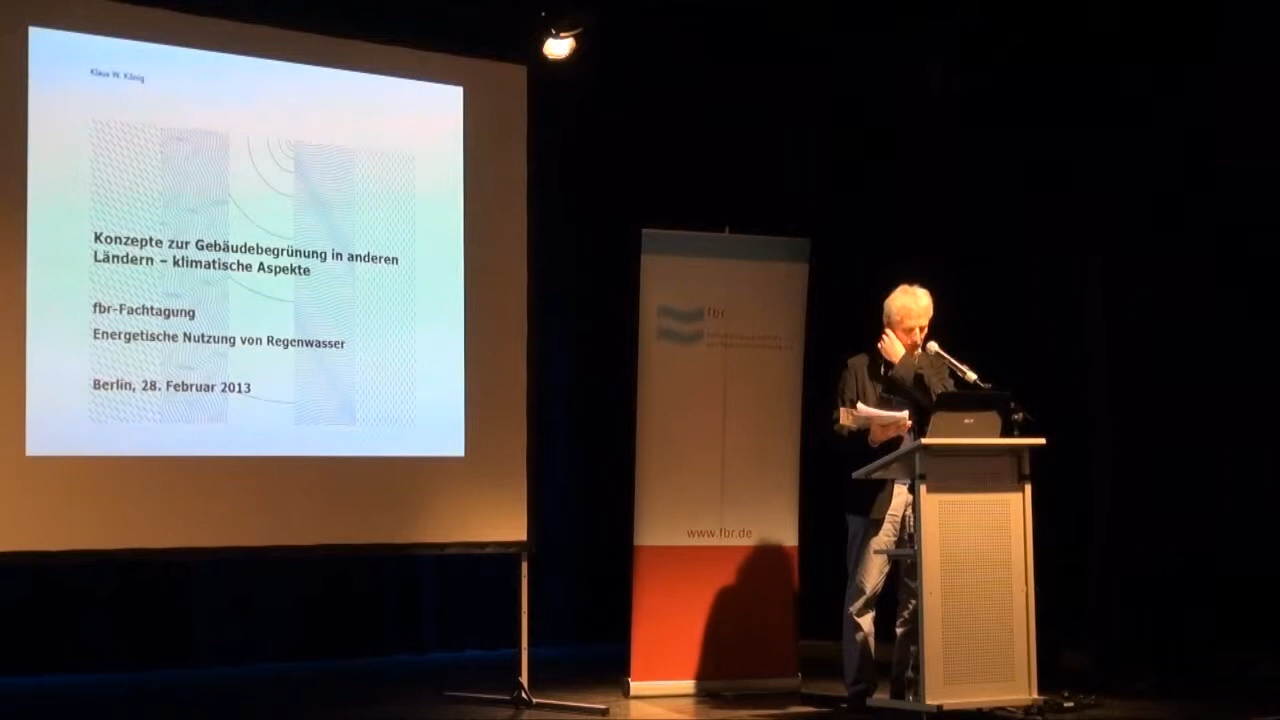 Klaus W. König
Konzepte zur Gebäudebegrünung in anderen
Ländern – klimatische Aspekte
fbr-Fachtagung
Energetische Nutzung von Regenwasser
Berlin, 28. Februar 2013
fbr
www.fbr.de
acer